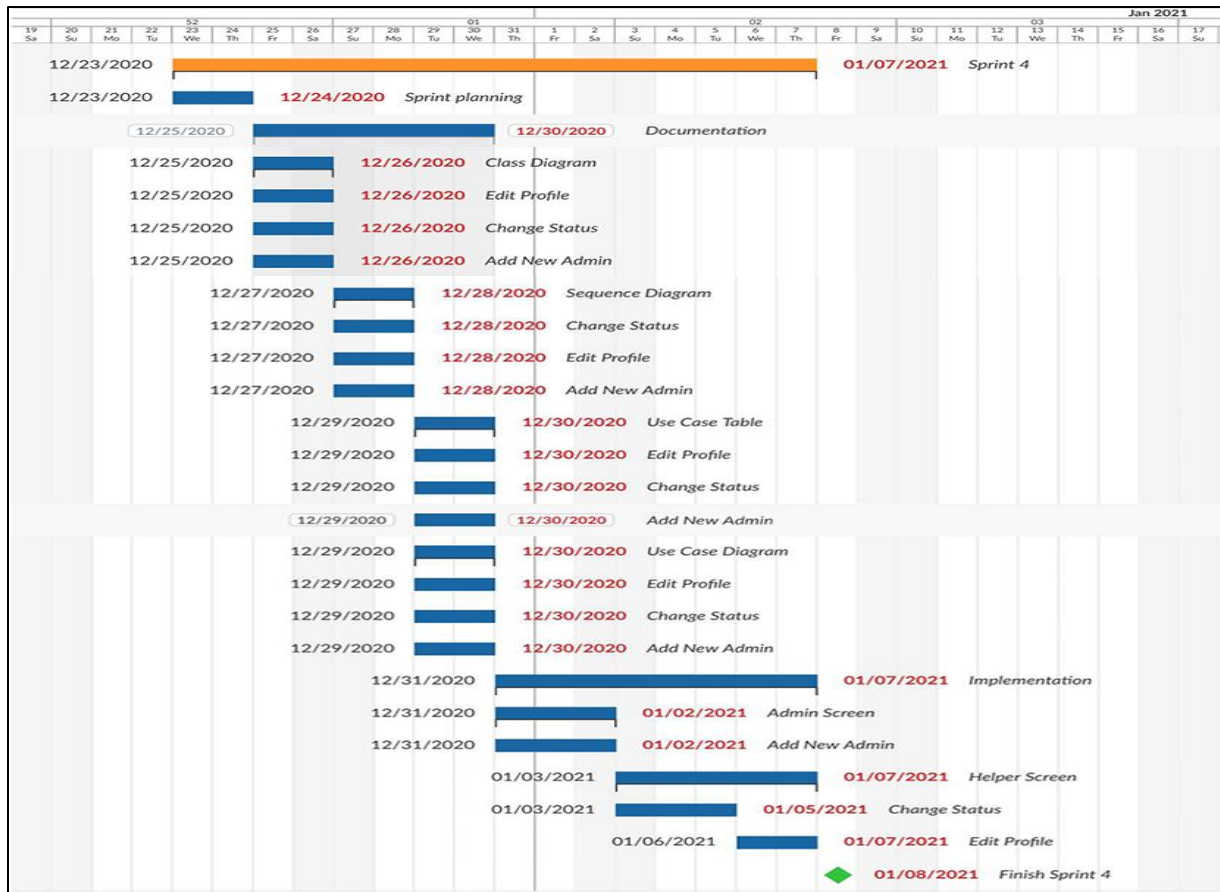 Jan 2021
52 01 02 03
19 20 21 22 23 24 25 26 27 28 29 30 31 1 2 3 4 5 6 7 8 9 10 11 12 13 14 15 16 17
Sa Su Mo Tu We Th Fr Sa Su Mo Tu We Th Fr Sa Su Mo Tu We Th Fr Sa Su Mo Tu We Th Fr Sa Su
12/23/2020 01/07/2021 Sprint 4
12/23/2020 12/24/2020 Sprint planning
12/25/2020 12/30/2020 Documentation
12/25/2020 12/26/2020 Class Diagram
12/25/2020 12/26/2020 Edit Profile
12/25/2020 12/26/2020 Change Status
12/25/2020 12/26/2020 Add New Admin
12/27/2020 12/28/2020 Sequence Diagram
12/27/2020 12/28/2020 Change Status
12/27/2020 12/28/2020 Edit Profile
12/27/2020 12/28/2020 Add New Admin
12/29/2020 12/30/2020 Use Case Table
12/29/2020 12/30/2020 Edit Profile
12/29/2020 12/30/2020 Change Status
12/29/2020 12/30/2020 Add New Admin
12/29/2020 12/30/2020 Use Case Diagram
12/29/2020 12/30/2020 Edit Profile
12/29/2020 12/30/2020 Change Status
12/29/2020 12/30/2020 Add New Admin
12/31/2020 01/07/2021 Implementation
12/31/2020 01/02/2021 Admin Screen
12/31/2020 01/02/2021 Add New Admin
01/03/2021 01/07/2021 Helper Screen
01/03/2021 01/05/2021 Change Status
01/06/2021 01/07/2021 Edit Profile
01/08/2021 Finish Sprint 4